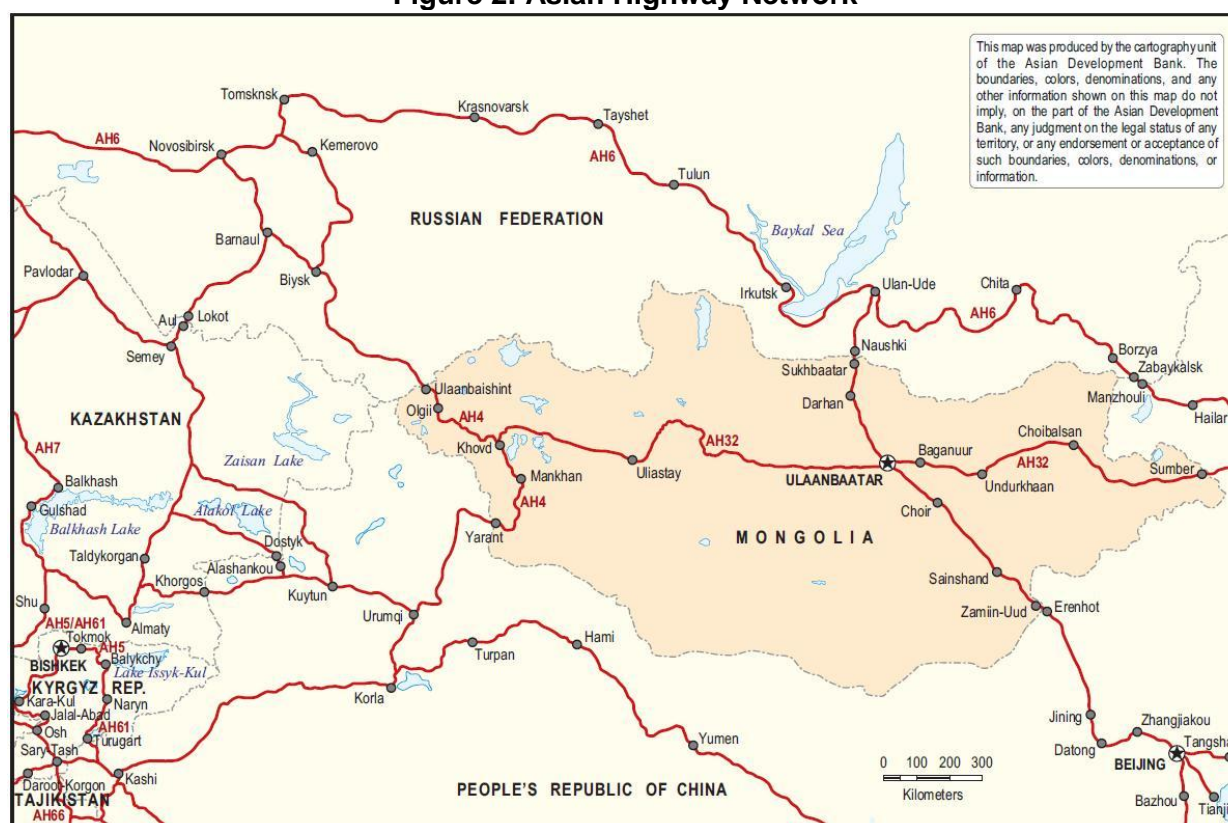 Figure 2: Asian Highway Network
This map was produced by the cartography unit
of the Asian Development Bank. The
boundaries, colors, denominations, and any
other information shown on this map do not
imply, on the part of the Asian Development
Bank, any judgment on the legal status of any
territory, or any endorsement or acceptance of
such boundaries, colors, denominations, or
information.
Tomsknsk
Krasnovarsk
Tayshet
AH6
Novosibirsk
Kemerovo
AH6
Tulun
RUSSIAN FEDERATION
Baykal Sea
Barnaul
Pavlodar
Biysk
Irkutsk
Ulan-Ude
Chita
AH6
Aul
Lokot
Semey
Naushki
Sukhbaatar
Borzya
Zabaykalsk
Manzhouli
Hailar
Ulaanbaishint
Olgii
AH4
Darhan
KAZAKHSTAN
Khovd
AH32
Choibalsan
AH7
Zaisan Lake
Uliastay
Baganuur
AH32
Sumber
Balkhash
Mankhan
ULAANBAATAR
Undurkhaan
Gulshad
Alakol Lake
AH4
Choir
Balkhash Lake
Yarant
MONGOLIA
Dostyk
Taldykorgan
Alashankou
Khorgos
Sainshand
Kuytun
Urumqi
Zamiin-Uud
Erenhot
Shu
AH5/AH61
Almaty
Tokmok
AH5
Hami
Turpan
BISHKEK
Balykchy
Lake Issyk-Kul
KYRGYZ REP.
Korla
Kara-Kul
Naryn
Jalal-Abad
Jining
Zhangjiakou
Osh
AH61
Turugart
Yumen
Datong
Tangsha
Sary-Tash
BEIJING
Daroot-Korgon
Kashi
0 50 100 200 300
Kilometers
PEOPLE'S REPUBLIC OF CHINA
Bazhou
Tianji
TAJIKISTAN
AH66